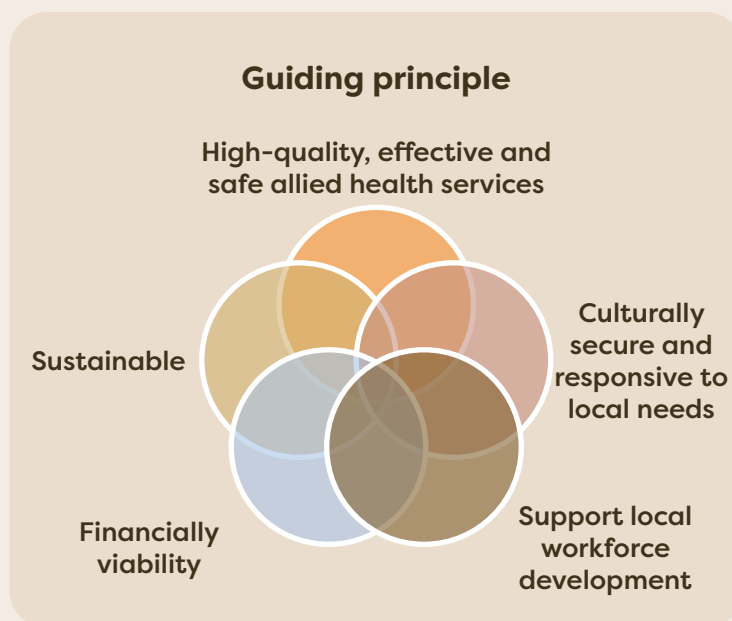 Guiding principle
High-quality, effective and
safe allied health services
Culturally
secure and
responsive to
local needs
Sustainable
Support local
workforce
development
Financially
viability